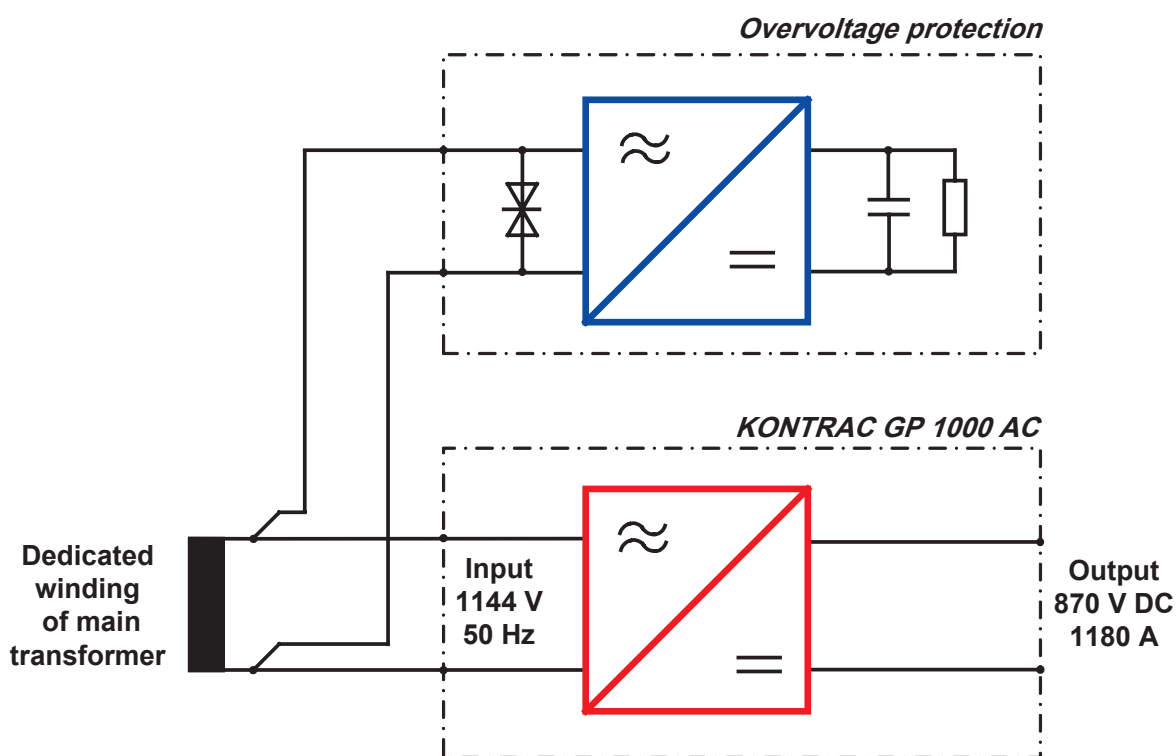 Overvoltage protection
KONTRAC GP 1000 AC
Dedicated
winding
of main
transformer
Input
1144 V
50 Hz
Output
870 V DC
1180 A